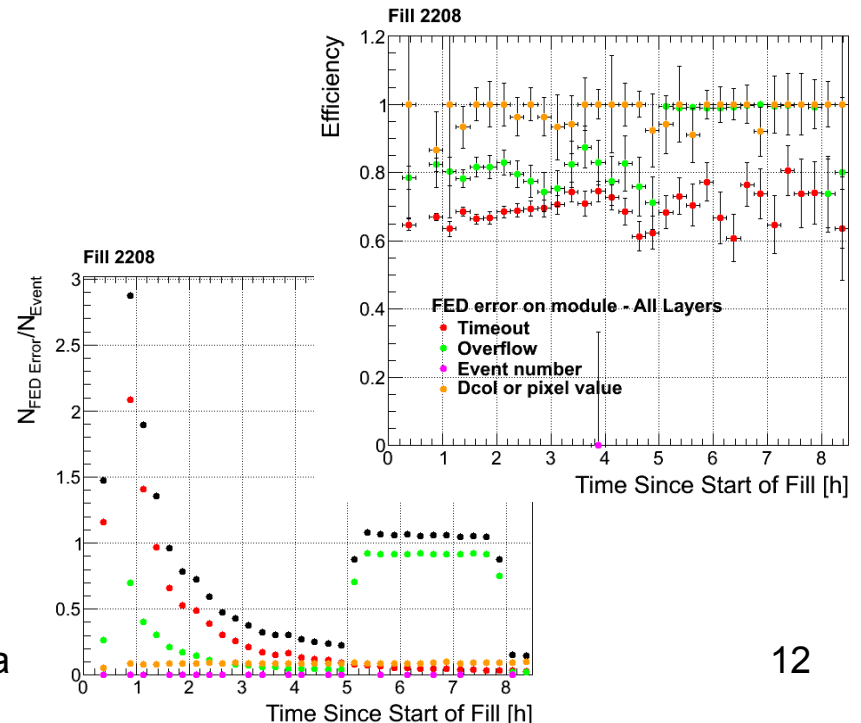 Fill 2208
Efficiency
1.2
1
0.8
0.6
0.4
0.2
0
FED error on module - All Layers
Timeout
Overflow
Event number
Dcol or pixel value
0 1 2 3 4 5 6 7 8
Time Since Start of Fill [h]
Fill 2208
N_FED Error/N_Event
3
2.5
2
1.5
1
0.5
0
0 1 2 3 4 5 6 7 8
Time Since Start of Fill [h]
a
12